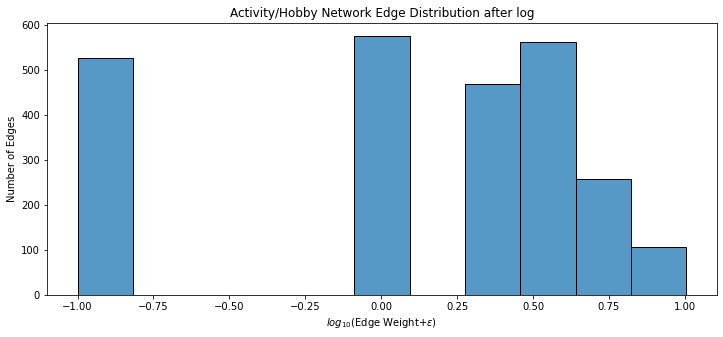 Activity/Hobby Network Edge Distribution after log
600
500
400
300
200
100
0
Number of Edges
−1.00 −0.75 −0.50 −0.25 0.00 0.25 0.50 0.75 1.00
log₁₀(Edge Weight+ε)